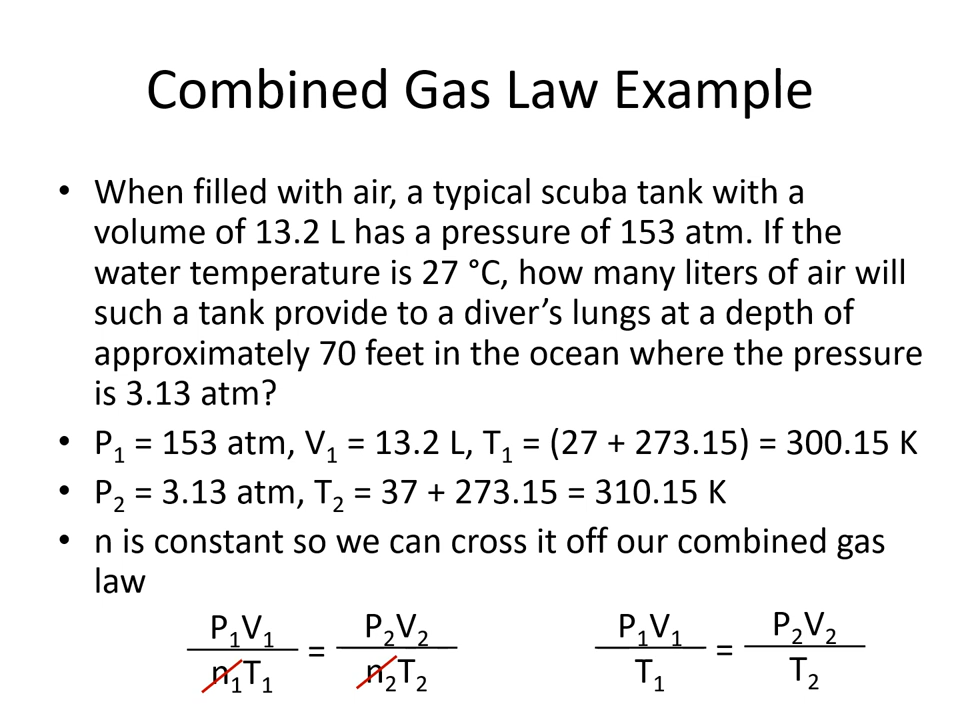 Combined Gas Law Example
• When filled with air, a typical scuba tank with a
volume of 13.2 L has a pressure of 153 atm. If the
water temperature is 27 °C, how many liters of air will
such a tank provide to a diver’s lungs at a depth of
approximately 70 feet in the ocean where the pressure
is 3.13 atm?
• P₁ = 153 atm, V₁ = 13.2 L, T₁ = (27 + 273.15) = 300.15 K
• P₂ = 3.13 atm, T₂ = 37 + 273.15 = 310.15 K
• n is constant so we can cross it off our combined gas
law
P₁V₁ P₂V₂ P₁V₁ P₂V₂
= =
n₁T₁ n₂T₂ T₁ T₂